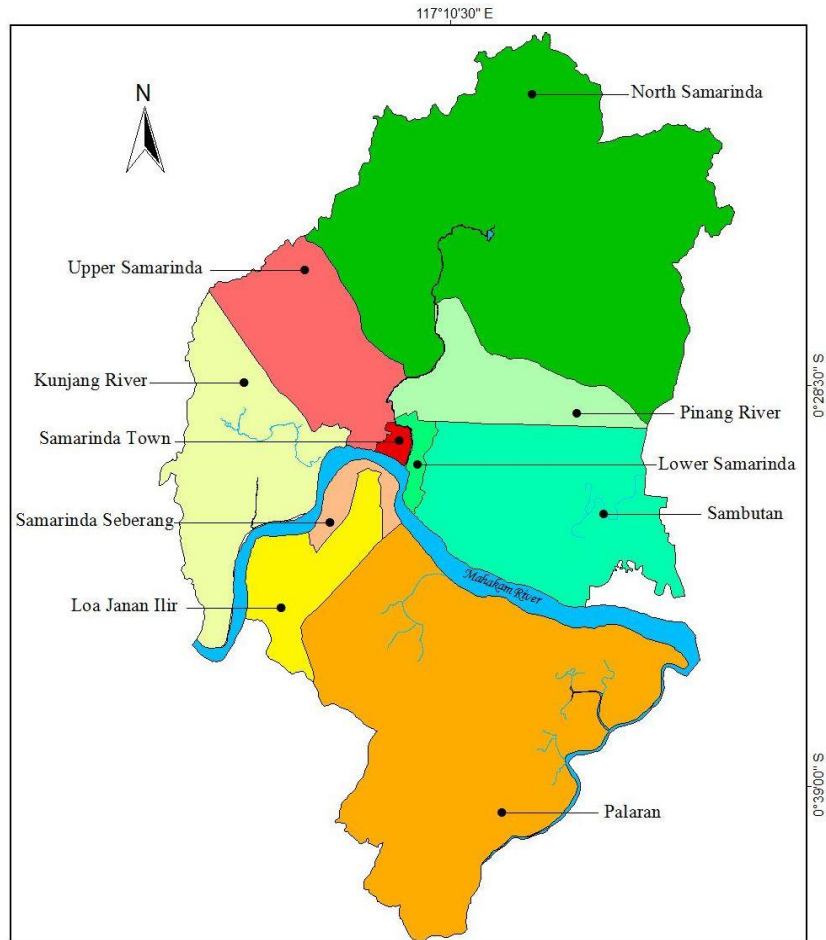 117°10'30" E
N
North Samarinda
Upper Samarinda
Kunjang River
0°28'30" S
Pinang River
Samarinda Town
Lower Samarinda
Samarinda Seberang
Sambutan
Mahakam River
Loa Janan Ilir
0°39'00" S
Palaran